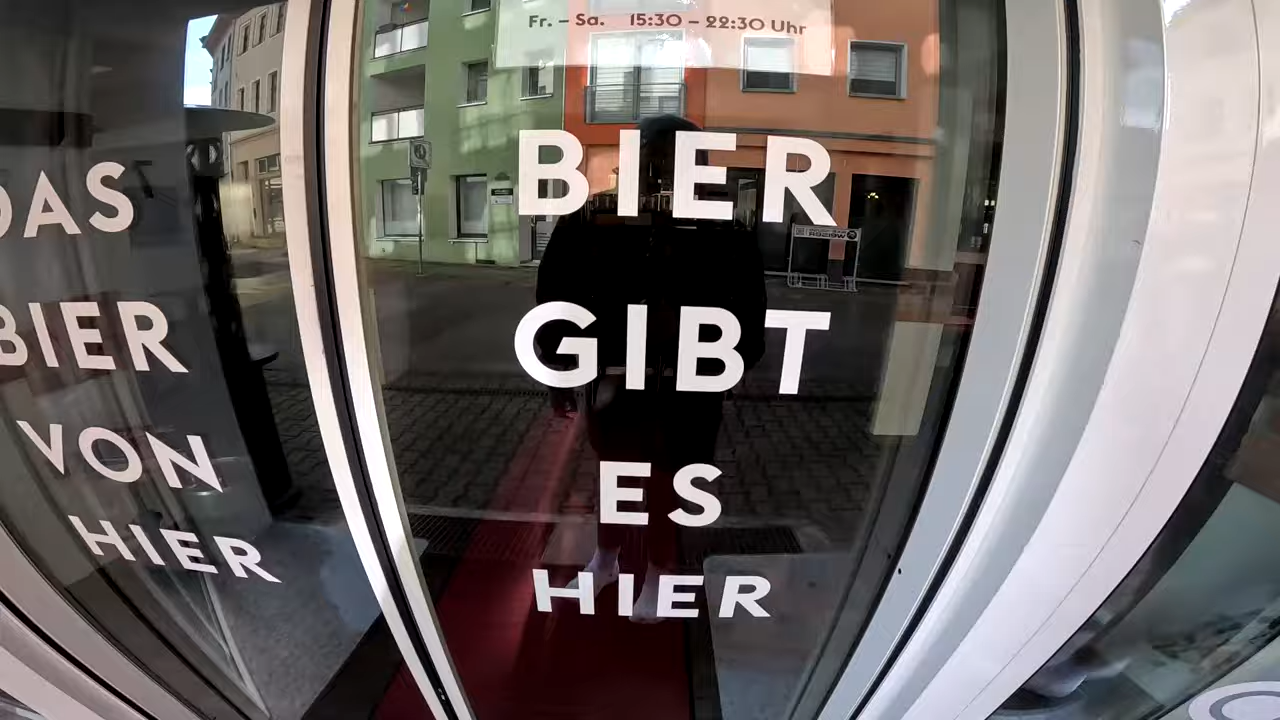 Fr. – Sa. 15:30 – 22:30 Uhr
DAS
BIER
VON
HIER
BIER
GIBT
ES
HIER